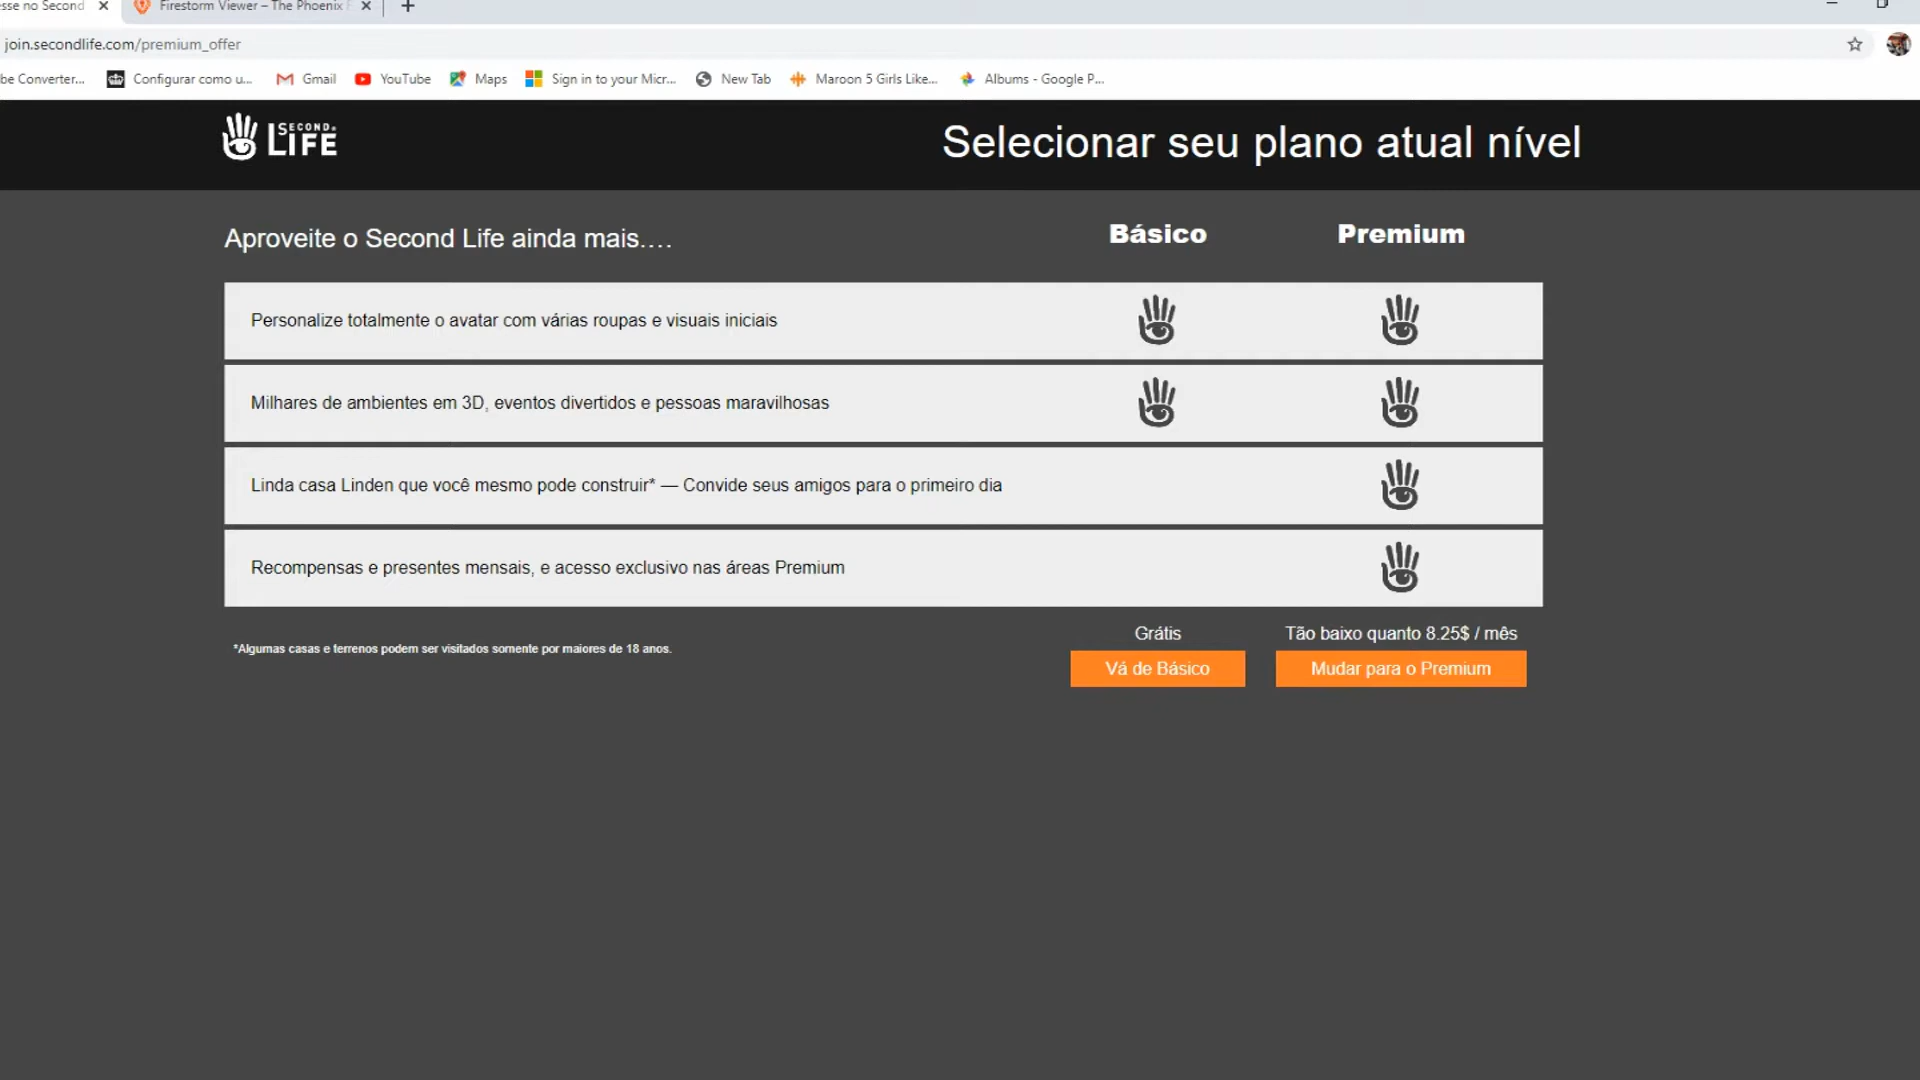 esse no Second
Firestorm Viewer – The Phoenix F
join.secondlife.com/premium_offer
be Converter...
Configurar como u...
Gmail
YouTube
Maps
Sign in to your Micr...
New Tab
Maroon 5 Girls Like...
Albums - Google P...
SECOND LIFE
Selecionar seu plano atual nível
Aproveite o Second Life ainda mais....
Básico
Premium
Personalize totalmente o avatar com várias roupas e visuais iniciais
Milhares de ambientes em 3D, eventos divertidos e pessoas maravilhosas
Linda casa Linden que você mesmo pode construir* — Convide seus amigos para o primeiro dia
Recompensas e presentes mensais, e acesso exclusivo nas áreas Premium
*Algumas casas e terrenos podem ser visitados somente por maiores de 18 anos.
Grátis
Tão baixo quanto 8.25$ / mês
Vá de Básico
Mudar para o Premium